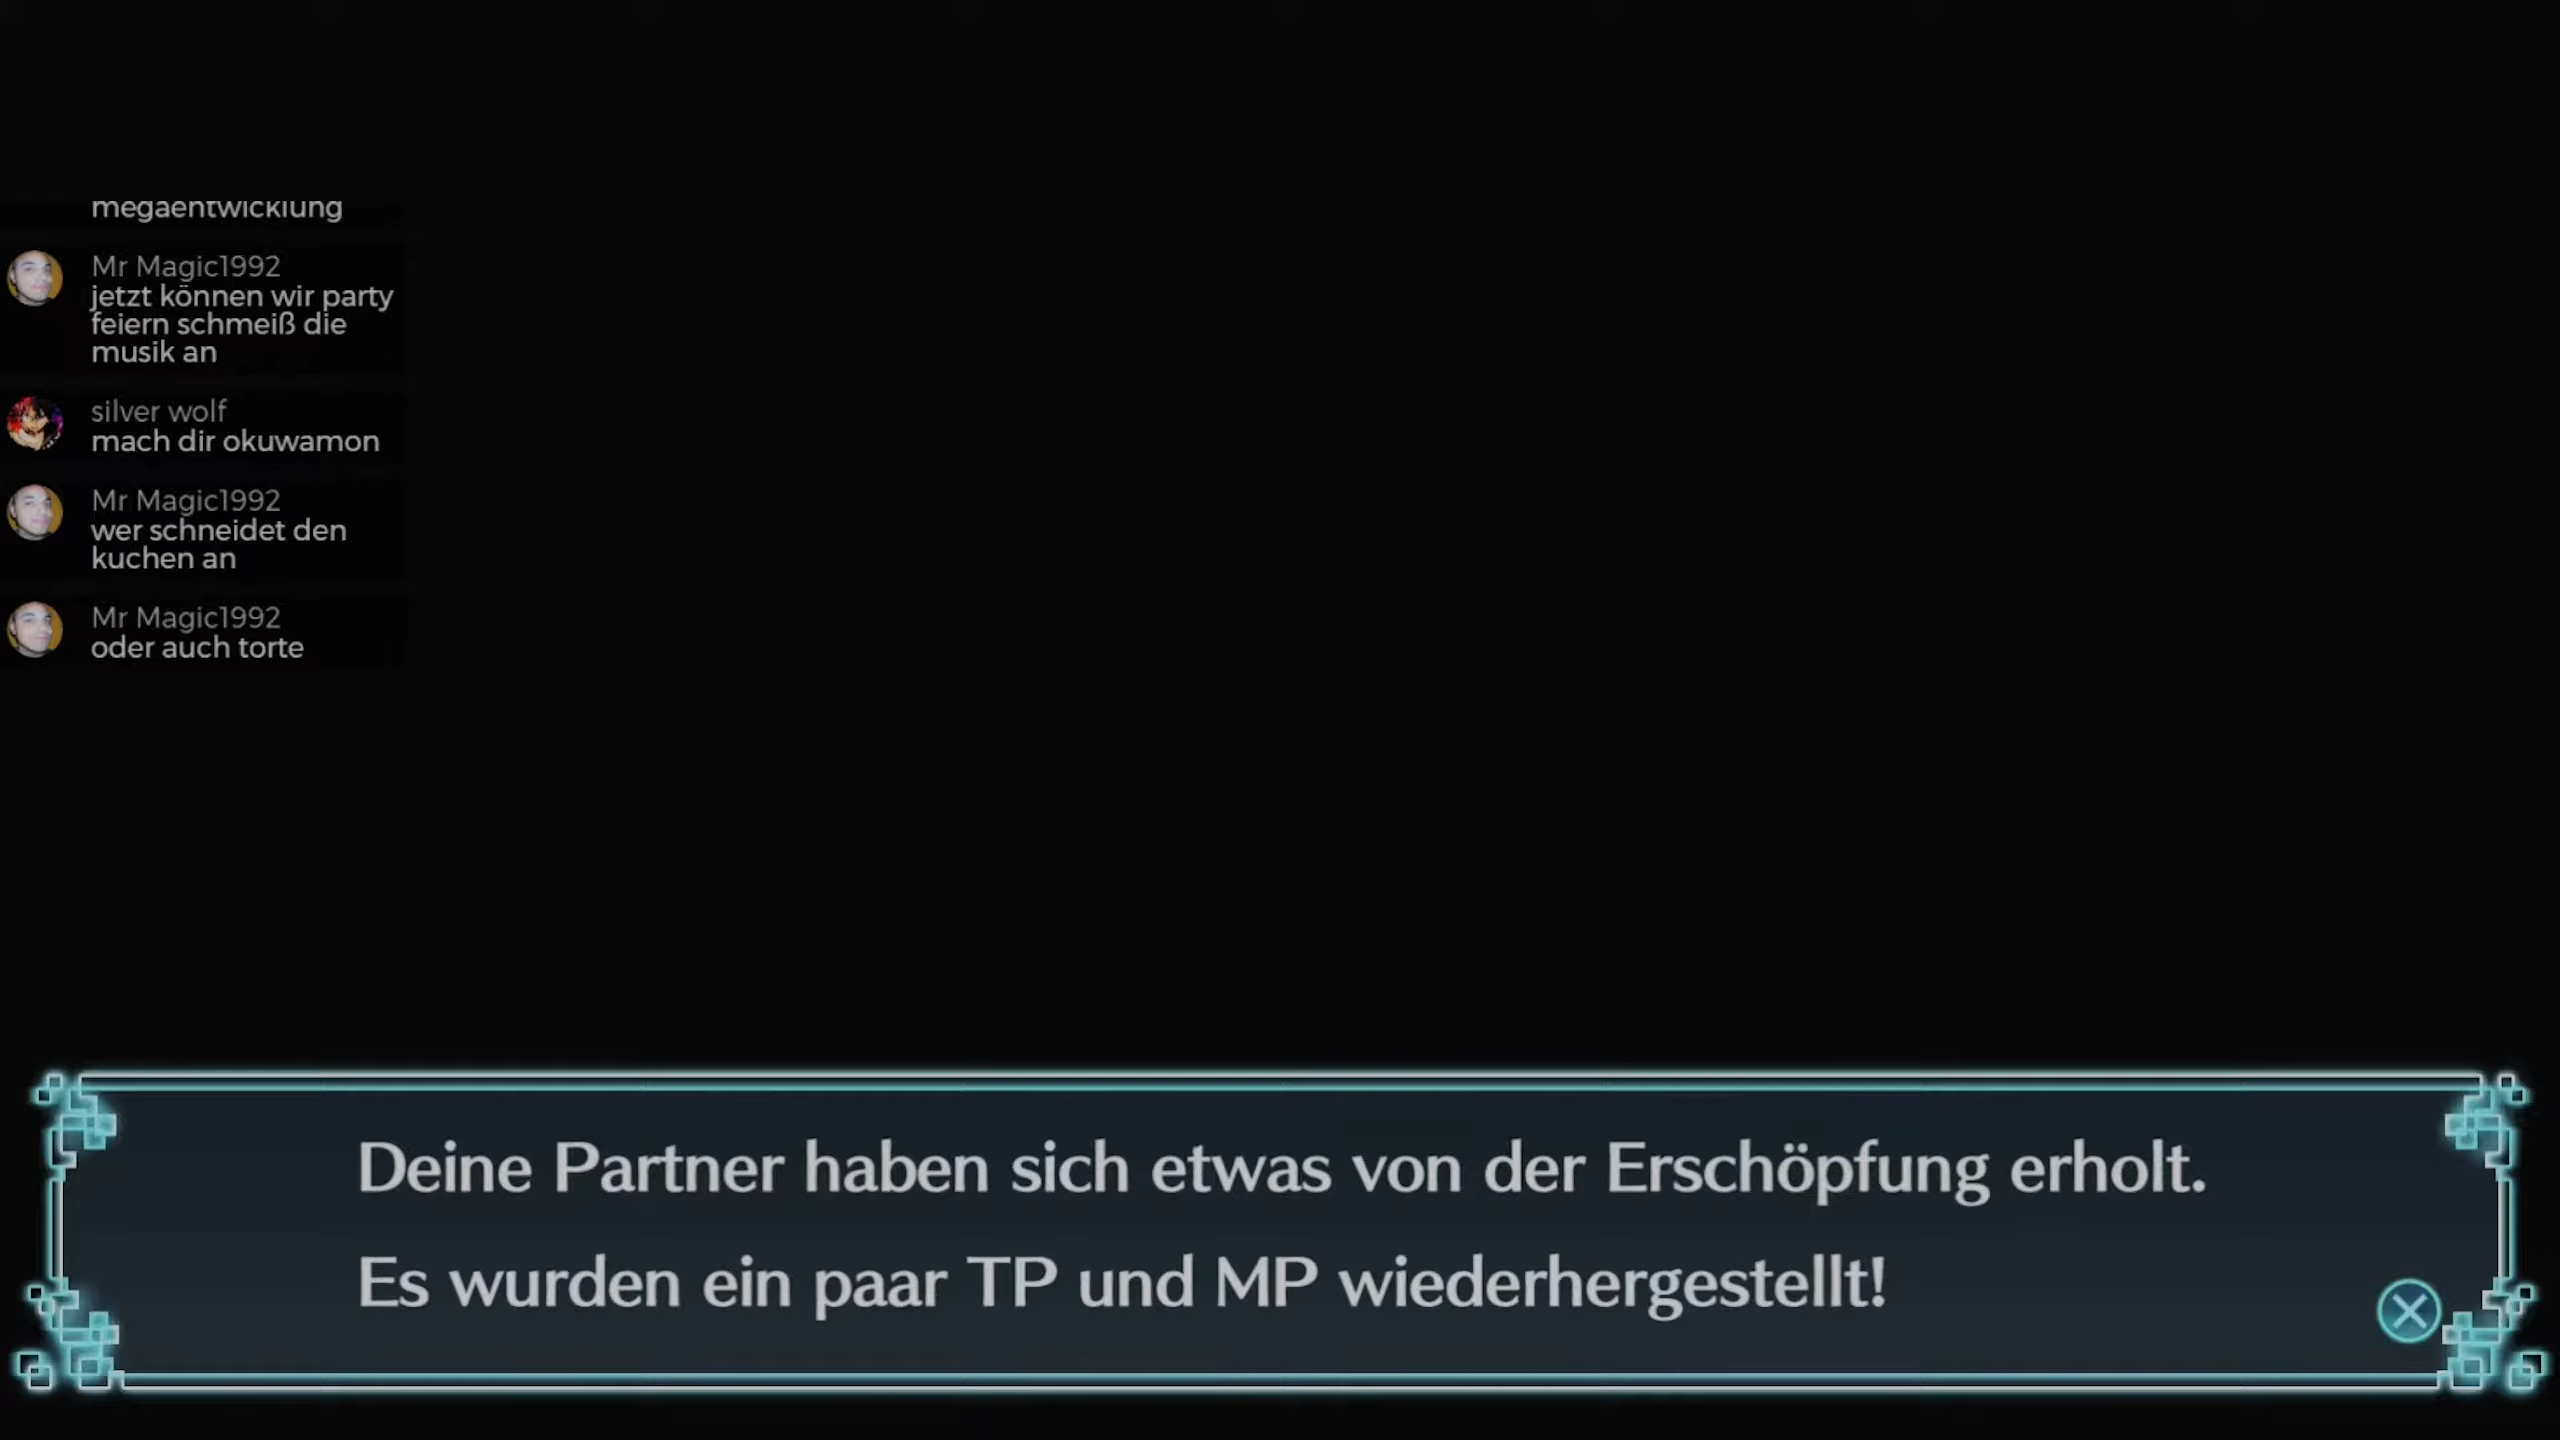 megaentwicklung
Mr Magic1992
jetzt können wir party
feiern schmeiß die
musik an
silver wolf
mach dir okuwamon
Mr Magic1992
wer schneidet den
kuchen an
Mr Magic1992
oder auch torte
Deine Partner haben sich etwas von der Erschöpfung erholt.
Es wurden ein paar TP und MP wiederhergestellt!